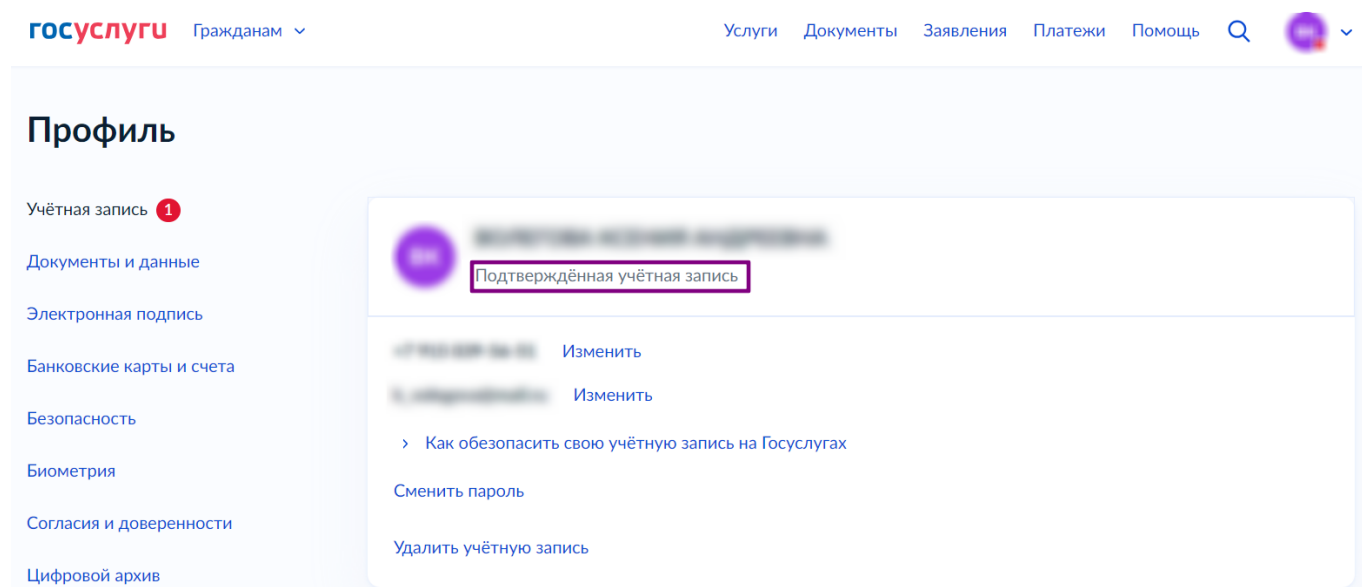 госуслуги Гражданам Услуги Документы Заявления Платежи Помощь
Профиль
Учётная запись 1
Документы и данные
Электронная подпись
Банковские карты и счета
Безопасность
Биометрия
Согласия и доверенности
Цифровой архив
Подтверждённая учётная запись
Изменить
Изменить
Как обезопасить свою учётную запись на Госуслугах
Сменить пароль
Удалить учётную запись